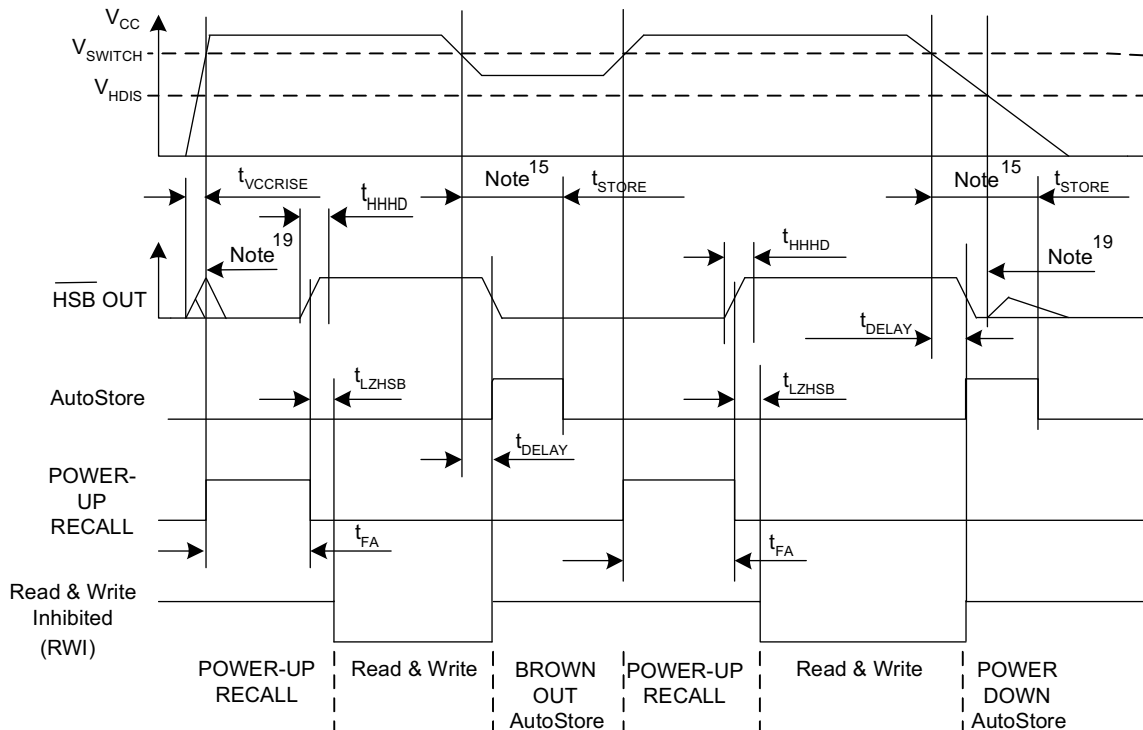 VCC
VSWITCH
VHDIS
tVCCRISE
Note15
tSTORE
Note15
tSTORE
tHHHD
Note19
tHHHD
Note19
HSB OUT
tDELAY
tLZHSB
tLZHSB
AutoStore
tDELAY
POWER-
UP
RECALL
tFA
tFA
Read & Write
Inhibited
(RWI)
POWER-UP
RECALL
Read & Write
BROWN
OUT
AutoStore
POWER-UP
RECALL
Read & Write
POWER
DOWN
AutoStore